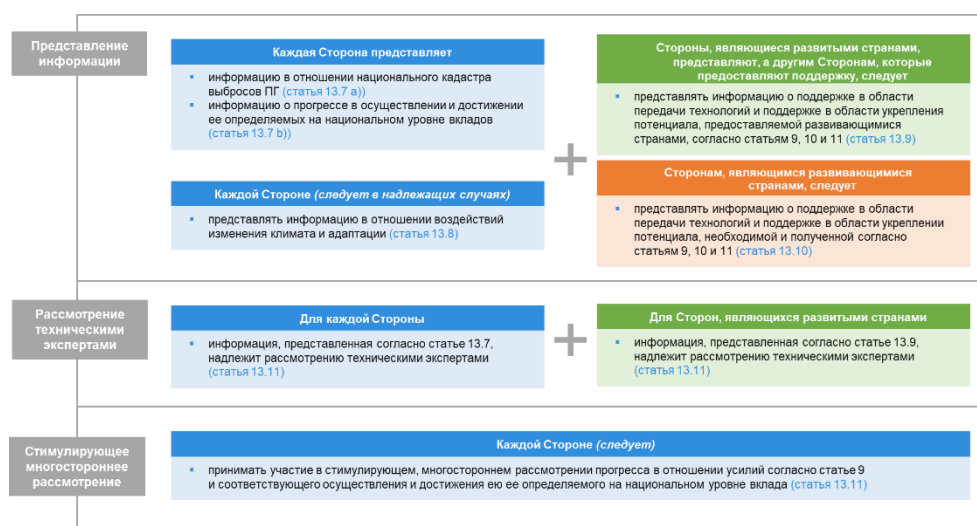 Представление
информации
Каждая Сторона представляет
информацию в отношении национального кадастра
выбросов ПГ (статья 13.7 a))
информацию о прогрессе в осуществлении и достижении
ее определяемых на национальном уровне вкладов
(статья 13.7 b))
Каждой Стороне (следует в надлежащих случаях)
представлять информацию в отношении воздействий
изменения климата и адаптации (статья 13.8)
+
Стороны, являющиеся развитыми странами,
представляют, а другим Сторонам, которые
предоставляют поддержку, следует
представлять информацию о поддержке в области
передачи технологий и поддержке в области укрепления
потенциала, предоставляемой развивающимися
странами, согласно статьям 9, 10 и 11 (статья 13.9)
Сторонам, являющимся развивающимися
странами, следует
представлять информацию о поддержке в области
передачи технологий и поддержке в области укреплении
потенциала, необходимой и полученной согласно
статьям 9, 10 и 11 (статья 13.10)
Рассмотрение
техническими
экспертами
Для каждой Стороны
информация, представленная согласно статье 13.7,
надлежит рассмотрению техническими экспертами
(статья 13.11)
+
Для Сторон, являющихся развитыми странами
информация, представленная согласно статье 13.9,
надлежит рассмотрению техническими экспертами
(статья 13.11)
Стимулирующее
многостороннее
рассмотрение
Каждой Стороне (следует)
принимать участие в стимулирующем, многостороннем рассмотрении прогресса в отношении усилий согласно статье 9
и соответствующего осуществления и достижения ею ее определяемого на национальном уровне вклада (статья 13.11)